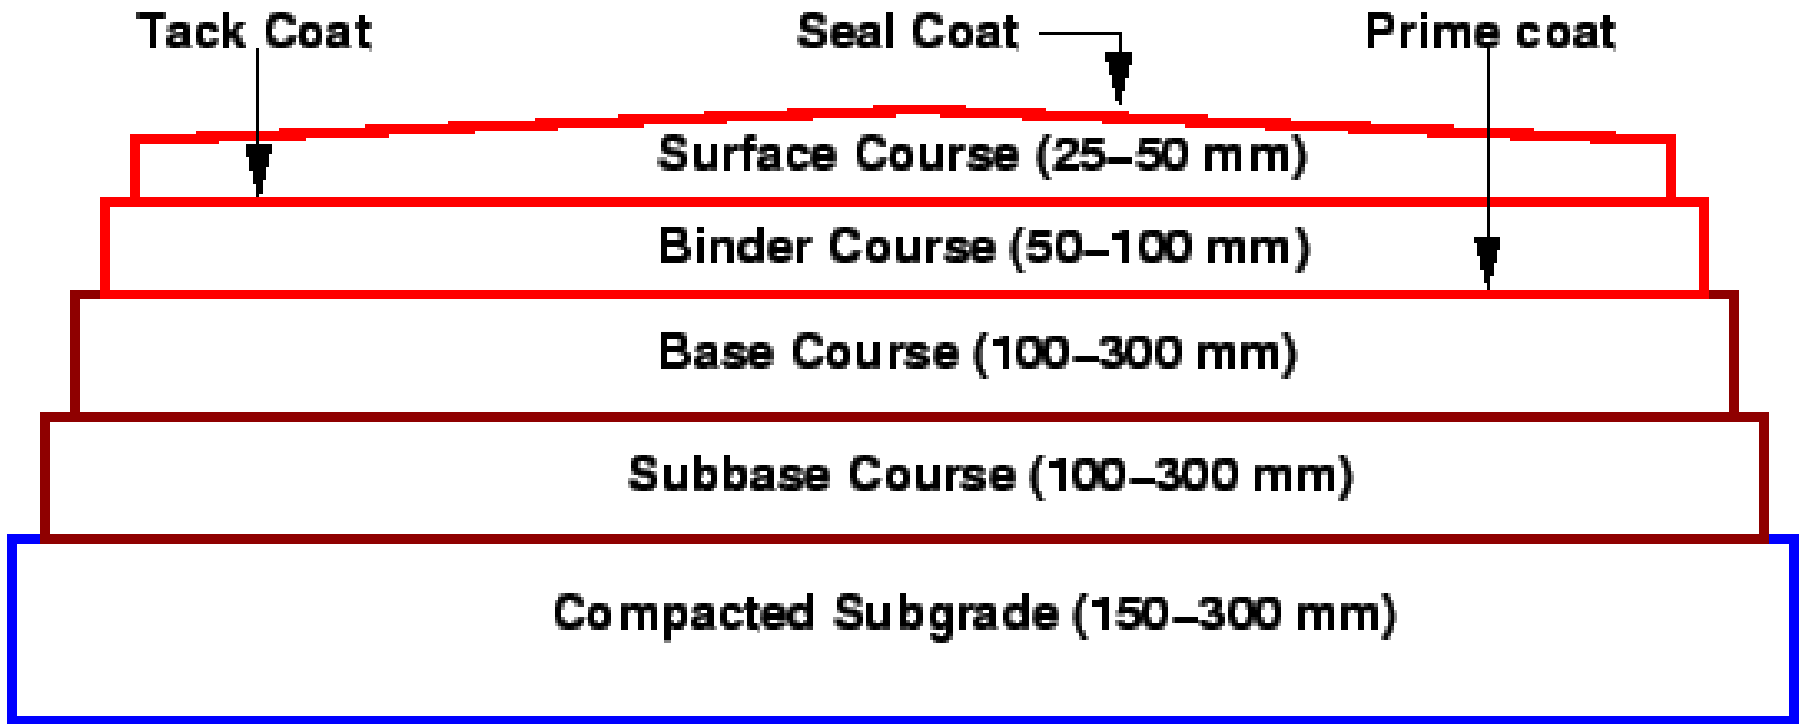 Tack Coat
Seal Coat
Prime coat
Surface Course (25–50 mm)
Binder Course (50–100 mm)
Base Course (100–300 mm)
Subbase Course (100–300 mm)
Compacted Subgrade (150–300 mm)